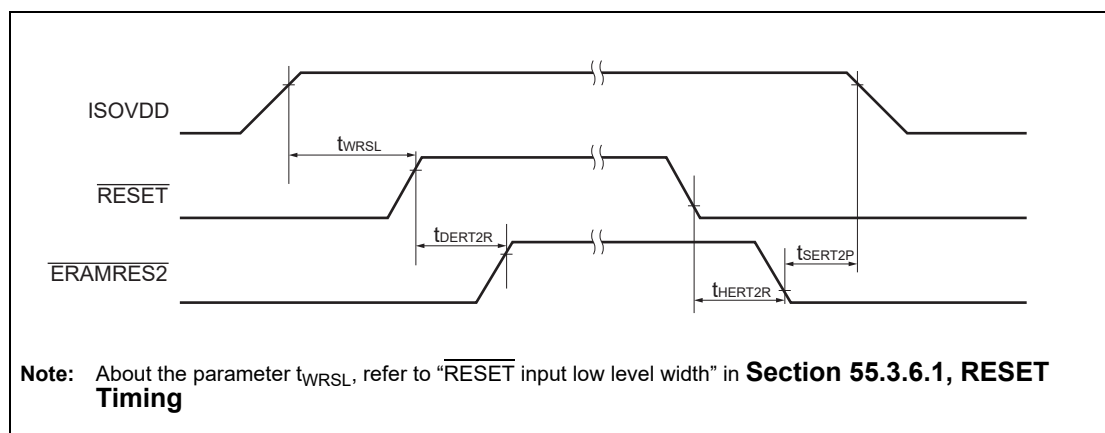 ISOVDD
tWRSL
RESET
tDERT2R
tSERT2P
ERAMRES2
tHERT2R
Note: About the parameter tWRSL, refer to “RESET input low level width” in Section 55.3.6.1, RESET
Timing